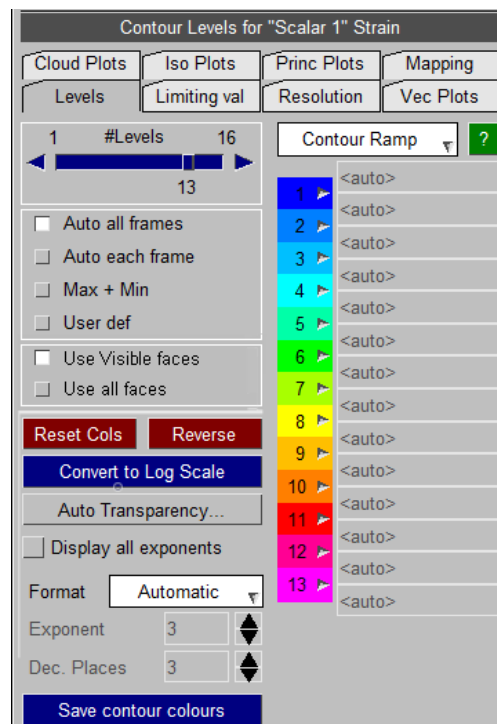 Contour Levels for "Scalar 1" Strain
Cloud Plots Iso Plots Princ Plots Mapping
Levels Limiting val Resolution Vec Plots
1 #Levels 16
13
Auto all frames
Auto each frame
Max + Min
User def
Use Visible faces
Use all faces
Reset Cols Reverse
Convert to Log Scale
Auto Transparency...
Display all exponents
Format Automatic
Exponent 3
Dec. Places 3
Save contour colours
Contour Ramp ?
<auto>
1
<auto>
2
<auto>
3
<auto>
4
<auto>
5
<auto>
6
<auto>
7
<auto>
8
<auto>
9
<auto>
10
<auto>
11
<auto>
12
<auto>
13
<auto>